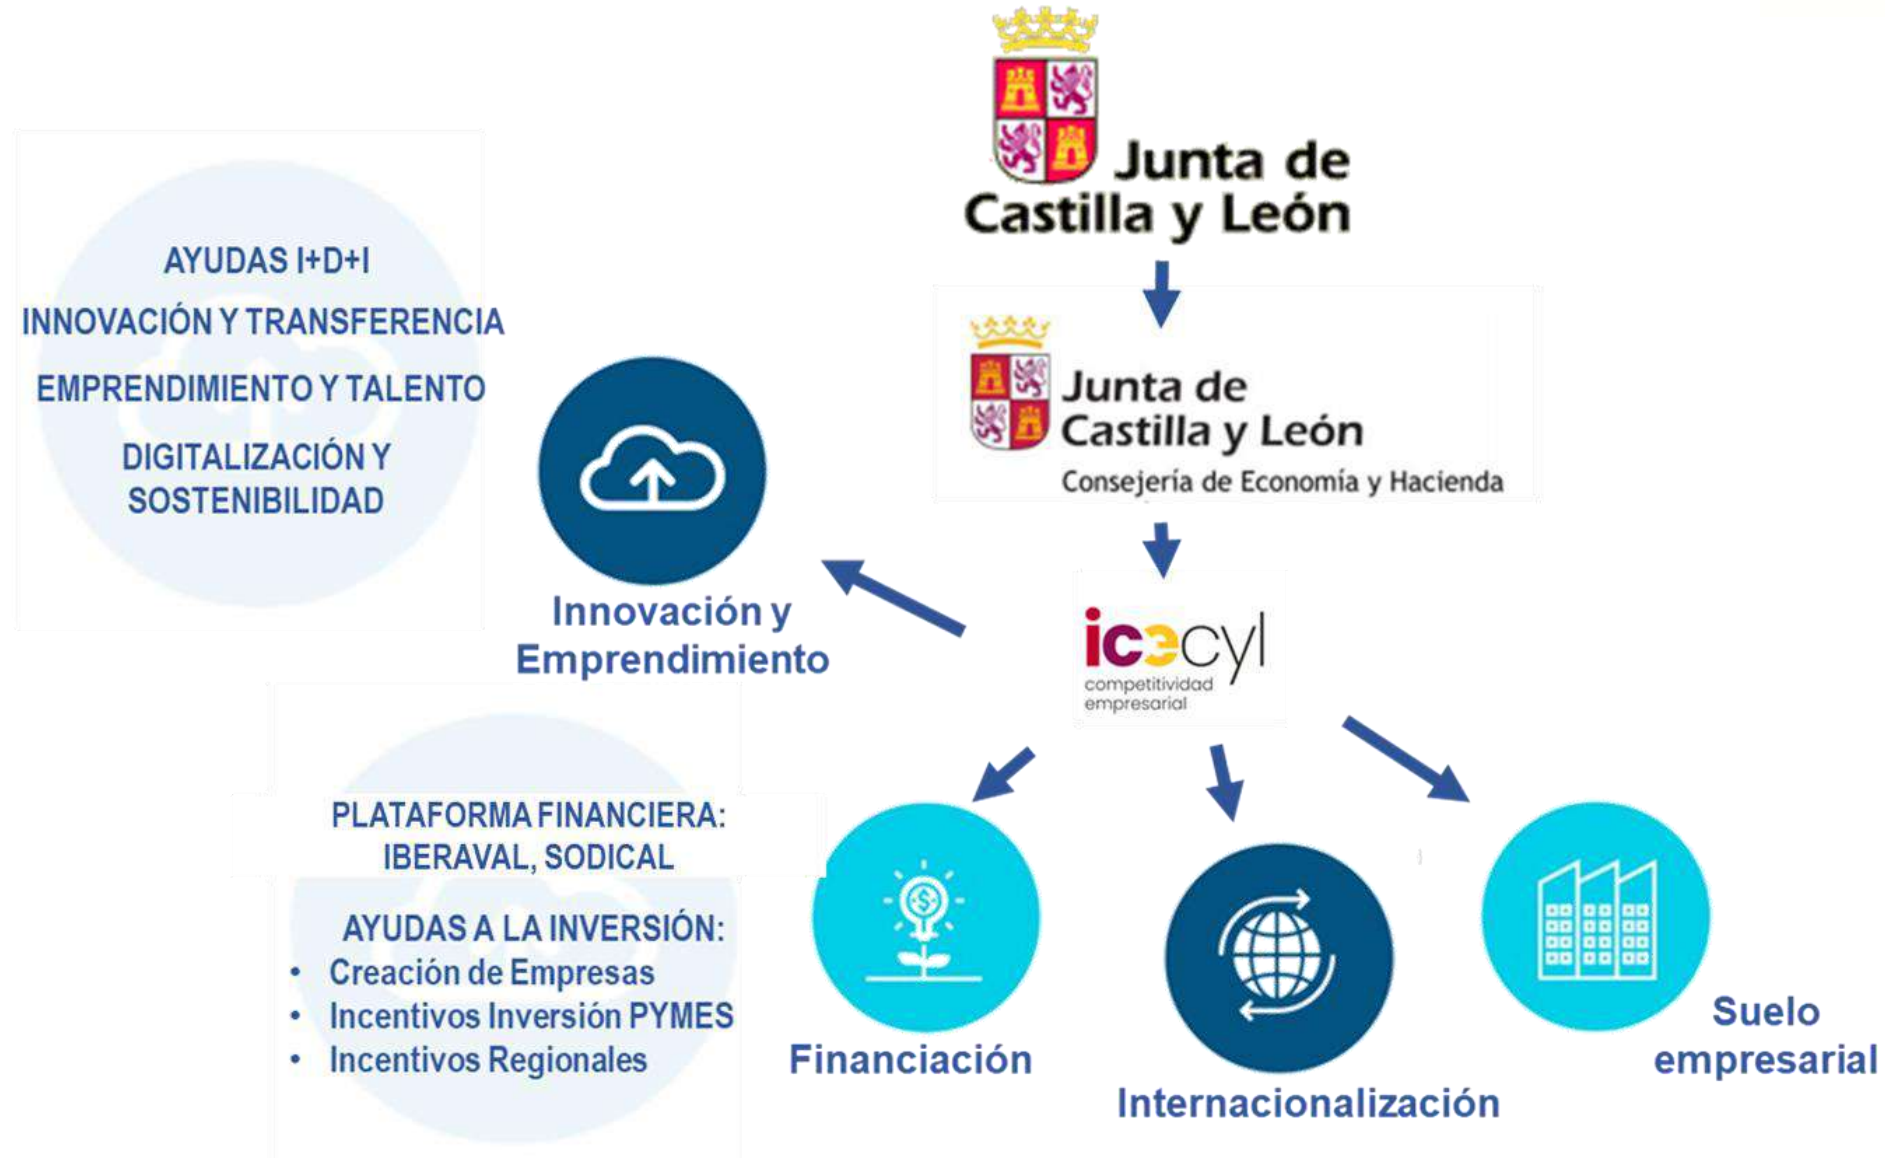 Junta de
Castilla y León
Junta de
Castilla y León
Consejería de Economía y Hacienda
icecyl
competitividad
empresarial
AYUDAS I+D+I
INNOVACIÓN Y TRANSFERENCIA
EMPRENDIMIENTO Y TALENTO
DIGITALIZACIÓN Y
SOSTENIBILIDAD
Innovación y
Emprendimiento
PLATAFORMA FINANCIERA:
IBERAVAL, SODICAL
AYUDAS A LA INVERSIÓN:
• Creación de Empresas
• Incentivos Inversión PYMES
• Incentivos Regionales
$
Financiación
Internacionalización
Suelo
empresarial